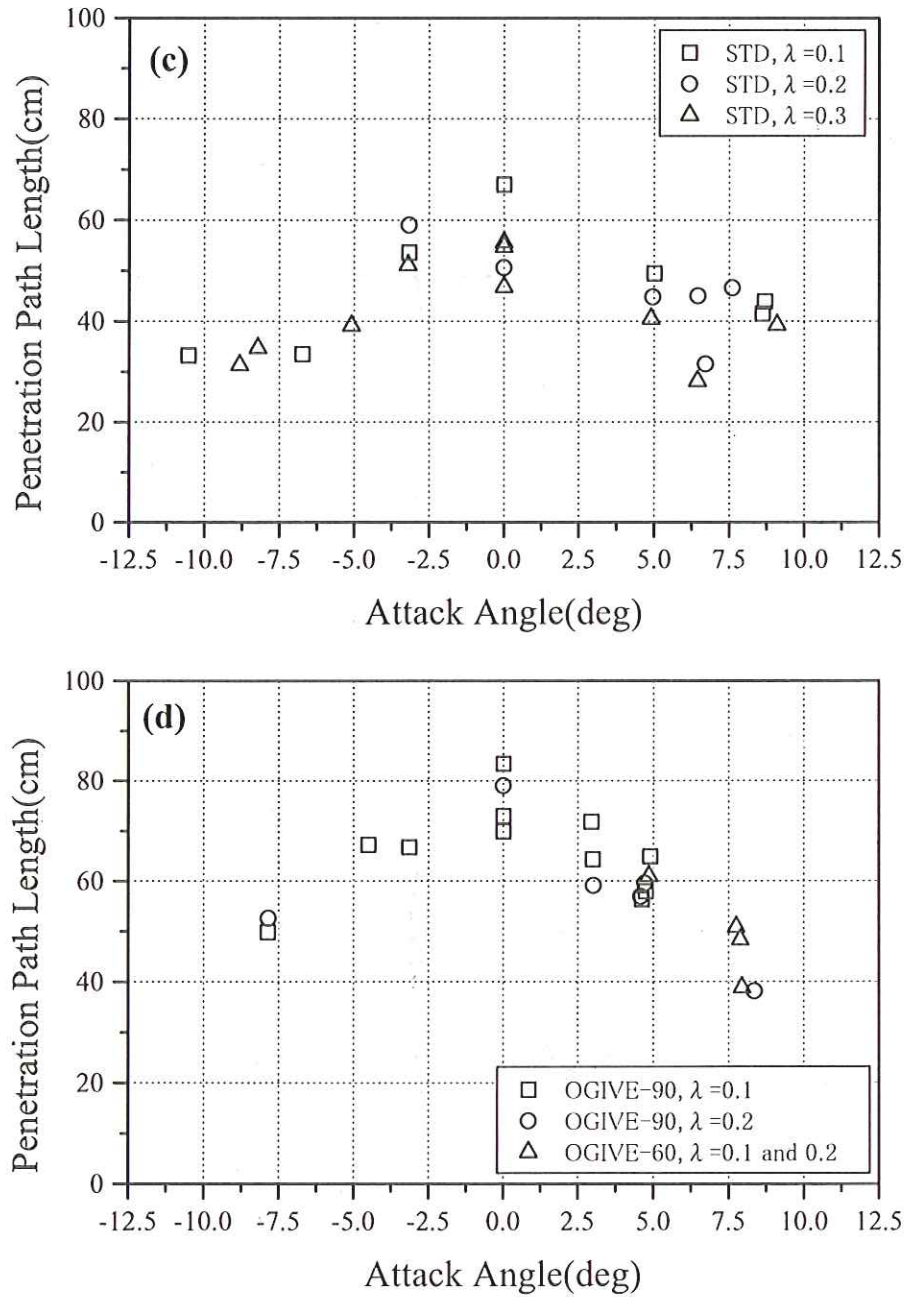 100
80
60
40
20
0
Penetration Path Length(cm)
(c)
STD, λ=0.1
STD, λ=0.2
STD, λ=0.3
-12.5 -10.0 -7.5 -5.0 -2.5 0.0 2.5 5.0 7.5 10.0 12.5
Attack Angle(deg)
100
80
60
40
20
0
Penetration Path Length(cm)
(d)
OGIVE-90, λ=0.1
OGIVE-90, λ=0.2
OGIVE-60, λ=0.1 and 0.2
-12.5 -10.0 -7.5 -5.0 -2.5 0.0 2.5 5.0 7.5 10.0 12.5
Attack Angle(deg)